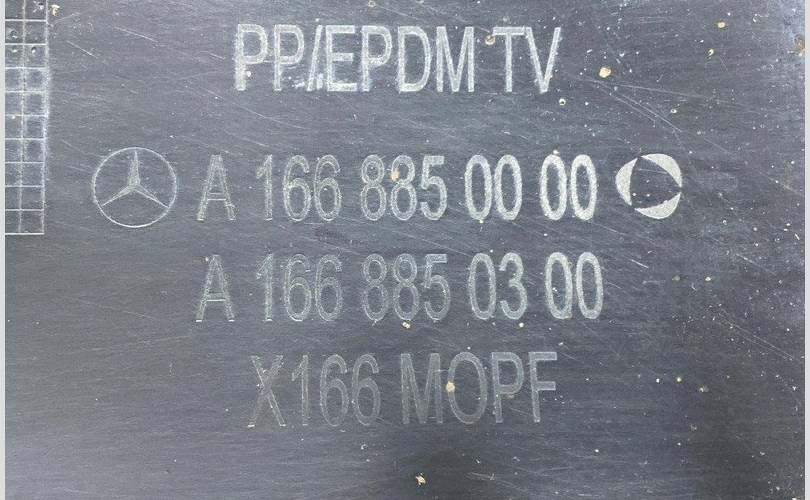 PP/EPDM TV
A 166 885 00 00
A 166 885 03 00
X166 MOPF